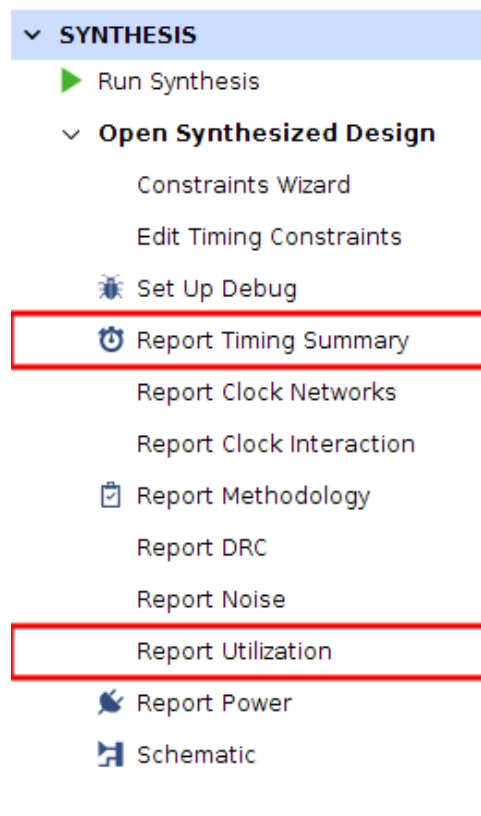 SYNTHESIS
Run Synthesis
Open Synthesized Design
Constraints Wizard
Edit Timing Constraints
Set Up Debug
Report Timing Summary
Report Clock Networks
Report Clock Interaction
Report Methodology
Report DRC
Report Noise
Report Utilization
Report Power
Schematic